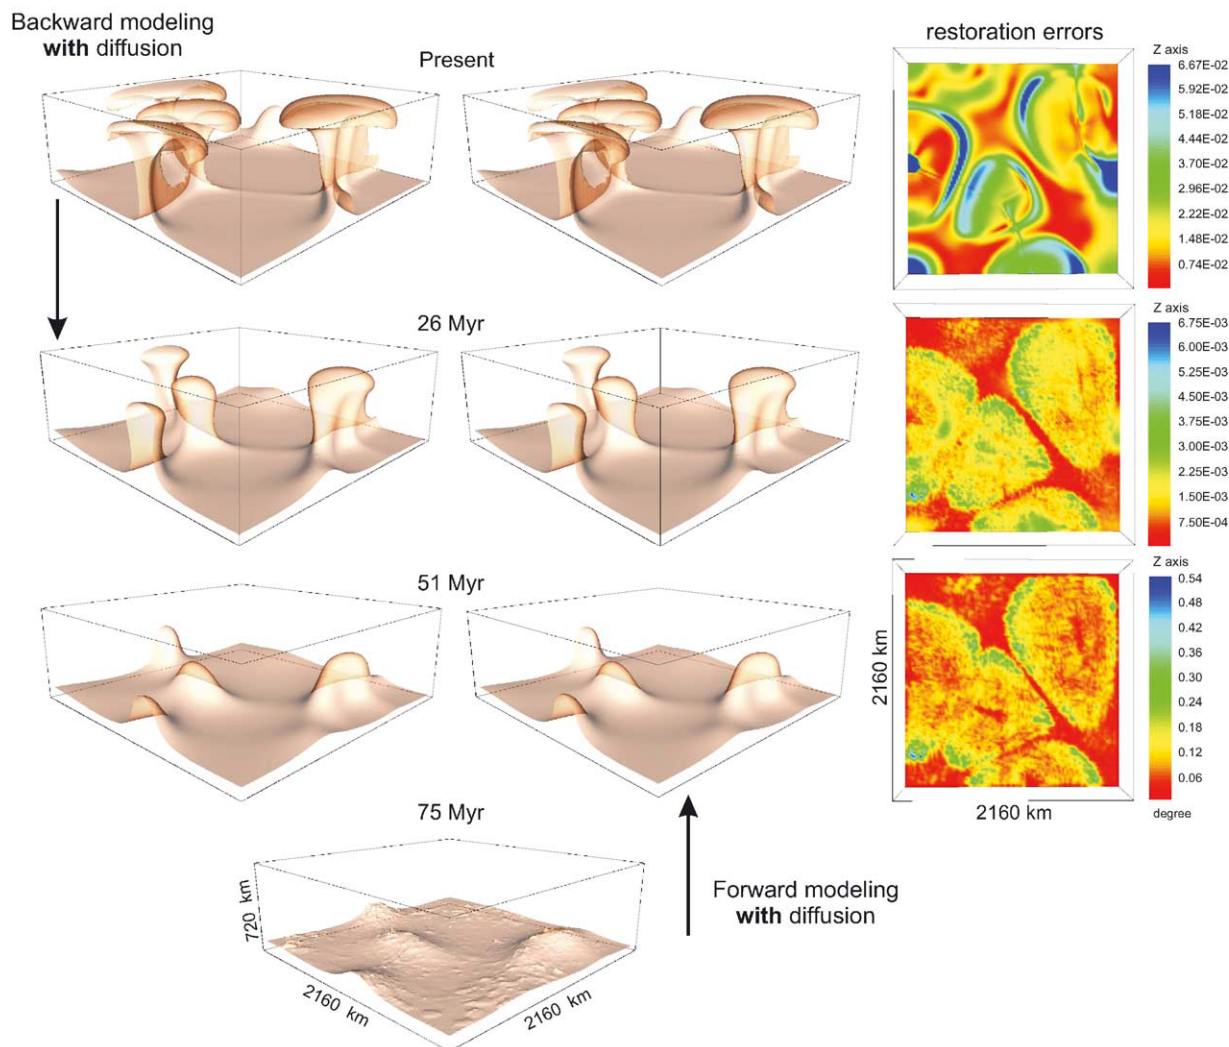 Backward modeling
with diffusion
Present
restoration errors
Z axis
6.67E-02
5.92E-02
5.18E-02
4.44E-02
3.70E-02
2.96E-02
2.22E-02
1.48E-02
0.74E-02
26 Myr
Z axis
6.75E-03
6.00E-03
5.25E-03
4.50E-03
3.75E-03
3.00E-03
2.25E-03
1.50E-03
7.50E-04
51 Myr
Z axis
0.54
0.48
0.42
0.36
0.30
0.24
0.18
0.12
0.06
degree
2160 km
2160 km
75 Myr
720 km
2160 km
2160 km
Forward modeling
with diffusion